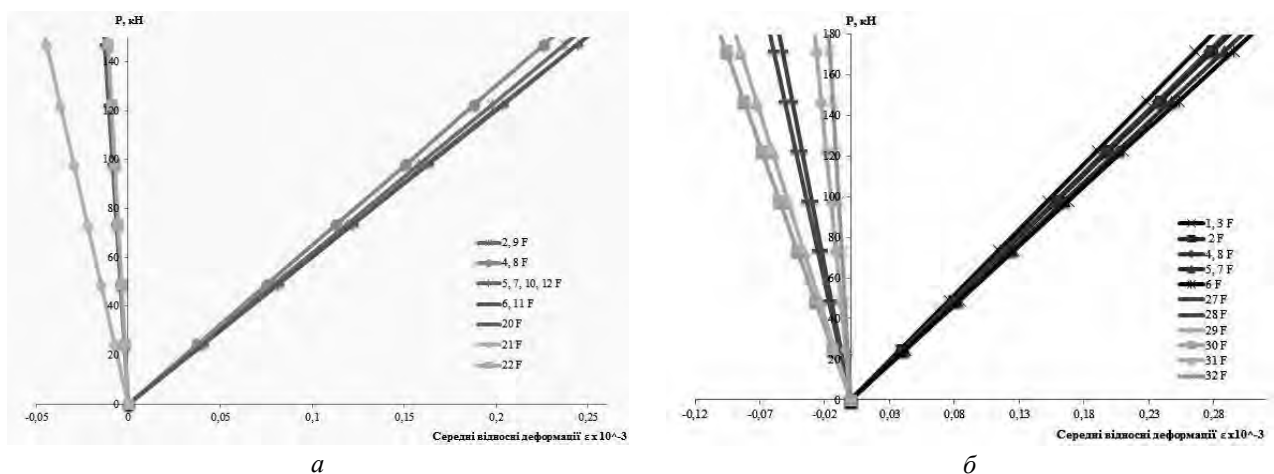 P, кН
140
120
100
80
60
40
20
0
-0,05
0
0,05
0,1
0,15
0,2
0,25
Середні відносні деформації ε x10^-3
2, 9 F
4, 8 F
5, 7, 10, 12 F
6, 11 F
20 F
21 F
22 F
а
P, кН
180
160
140
120
100
80
60
40
20
0
-0,12
-0,07
-0,02
0,03
0,08
0,13
0,18
0,23
0,28
Середні відносні деформації ε x10^-3
1, 3 F
2 F
4, 8 F
5, 7 F
6 F
27 F
28 F
29 F
30 F
31 F
32 F
б